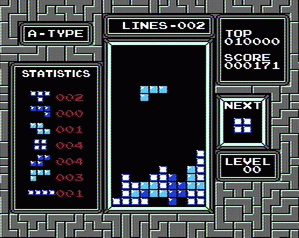 LINES-002
A-TYPE
TOP
010000
SCORE
000171
STATISTICS
002
000
001
004
004
003
001
NEXT
LEVEL
00